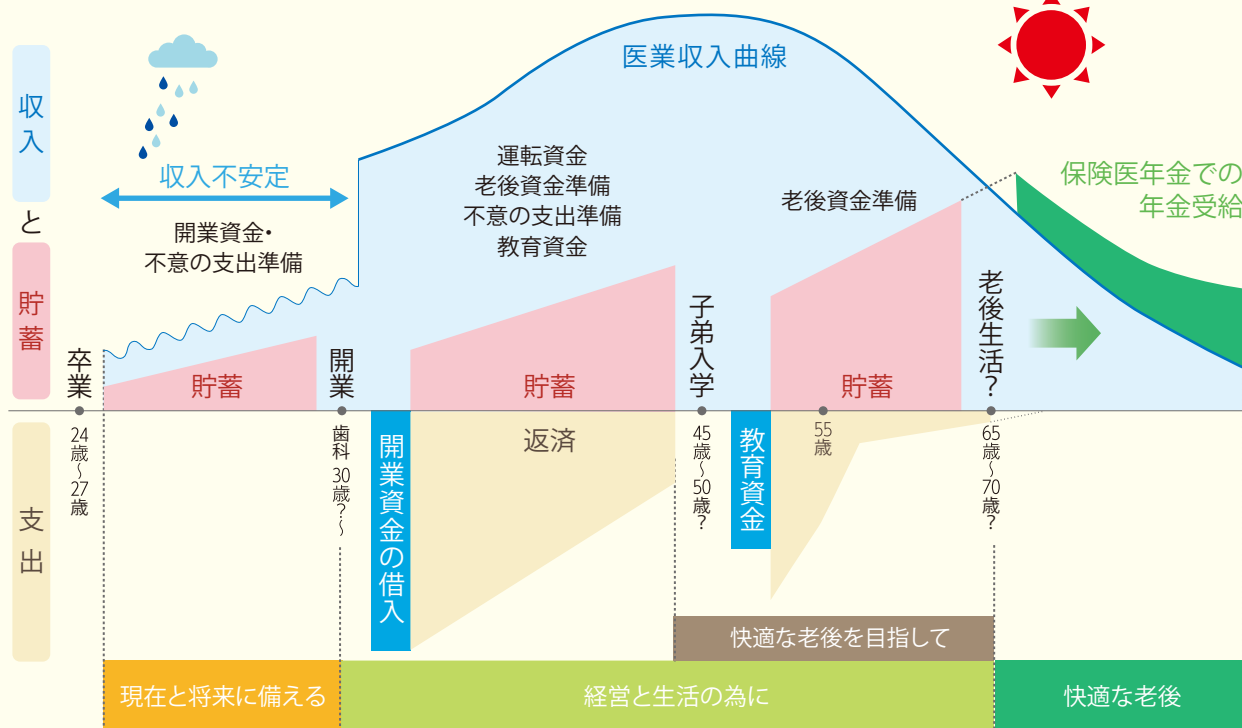 収入
と
貯蓄
支出
医業収入曲線
収入不安定
開業資金・
不意の支出準備
運転資金
老後資金準備
不意の支出準備
教育資金
老後資金準備
保険医年金での
年金受給
卒業
貯蓄
開業
貯蓄
子弟入学
貯蓄
老後生活?
24歳~27歳
歯科 30歳?~
開業資金の借入
返済
45歳~50歳?
教育資金
55歳
65歳~70歳?
快適な老後を目指して
現在と将来に備える
経営と生活の為に
快適な老後